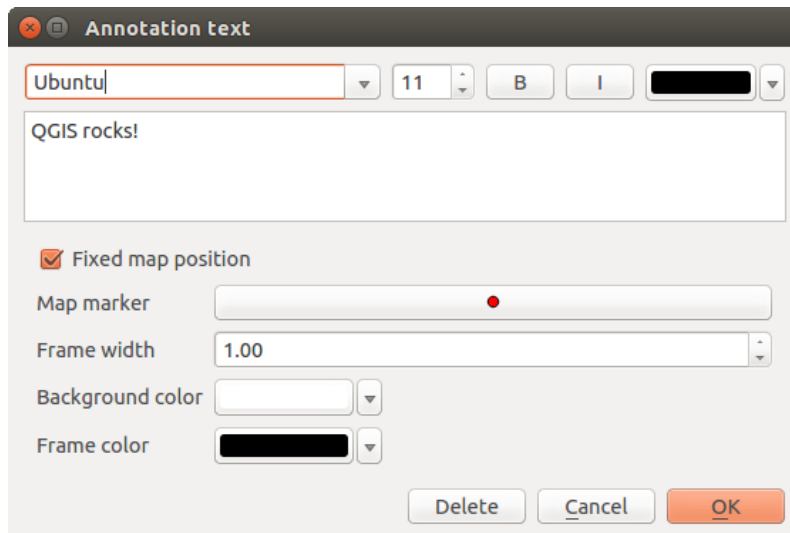 Annotation text
Ubuntu 11 B I
QGIS rocks!
Fixed map position
Map marker
Frame width 1.00
Background color
Frame color
Delete Cancel OK